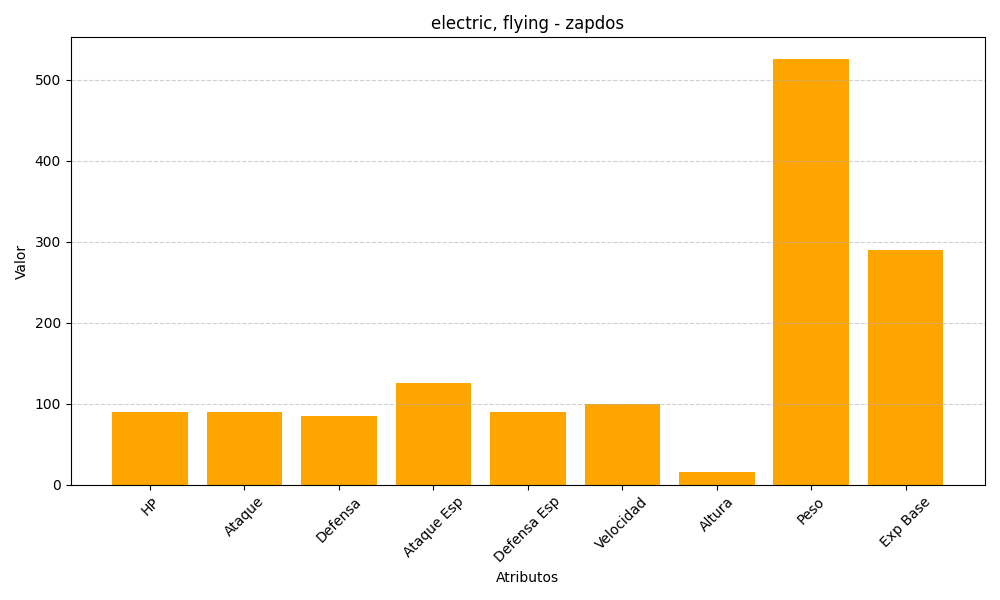 electric, flying - zapdos
500
400
300
200
100
0
Valor
HP
Ataque
Defensa
Ataque Esp
Defensa Esp
Velocidad
Altura
Peso
Exp Base
Atributos